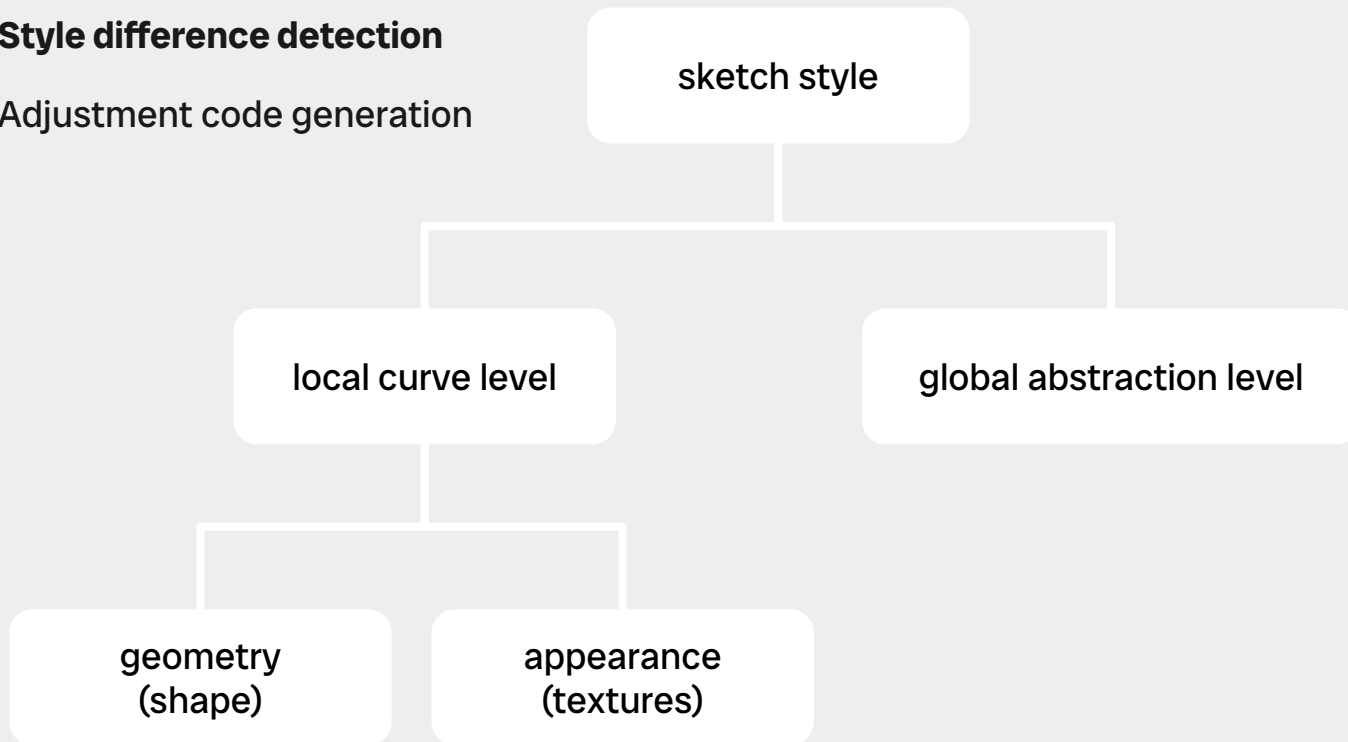 Style difference detection
Adjustment code generation
sketch style
local curve level
global abstraction level
geometry
(shape)
appearance
(textures)